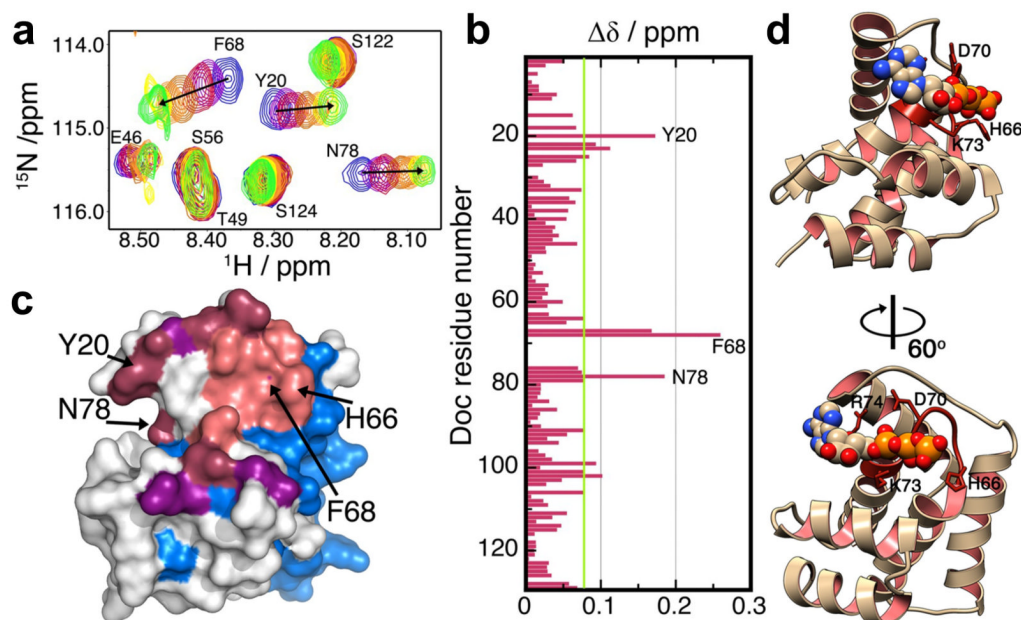 a
114.0
115.0
116.0
15N /ppm
F68
S122
Y20
E46
S56
N78
T49
S124
8.50
8.40
8.30
8.20
8.10
1H / ppm
b
Δδ / ppm
Doc residue number
20
40
60
80
100
120
Y20
F68
N78
0
0.1
0.2
0.3
c
Y20
N78
H66
F68
d
D70
H66
K73
60o
R74
D70
K73
H66